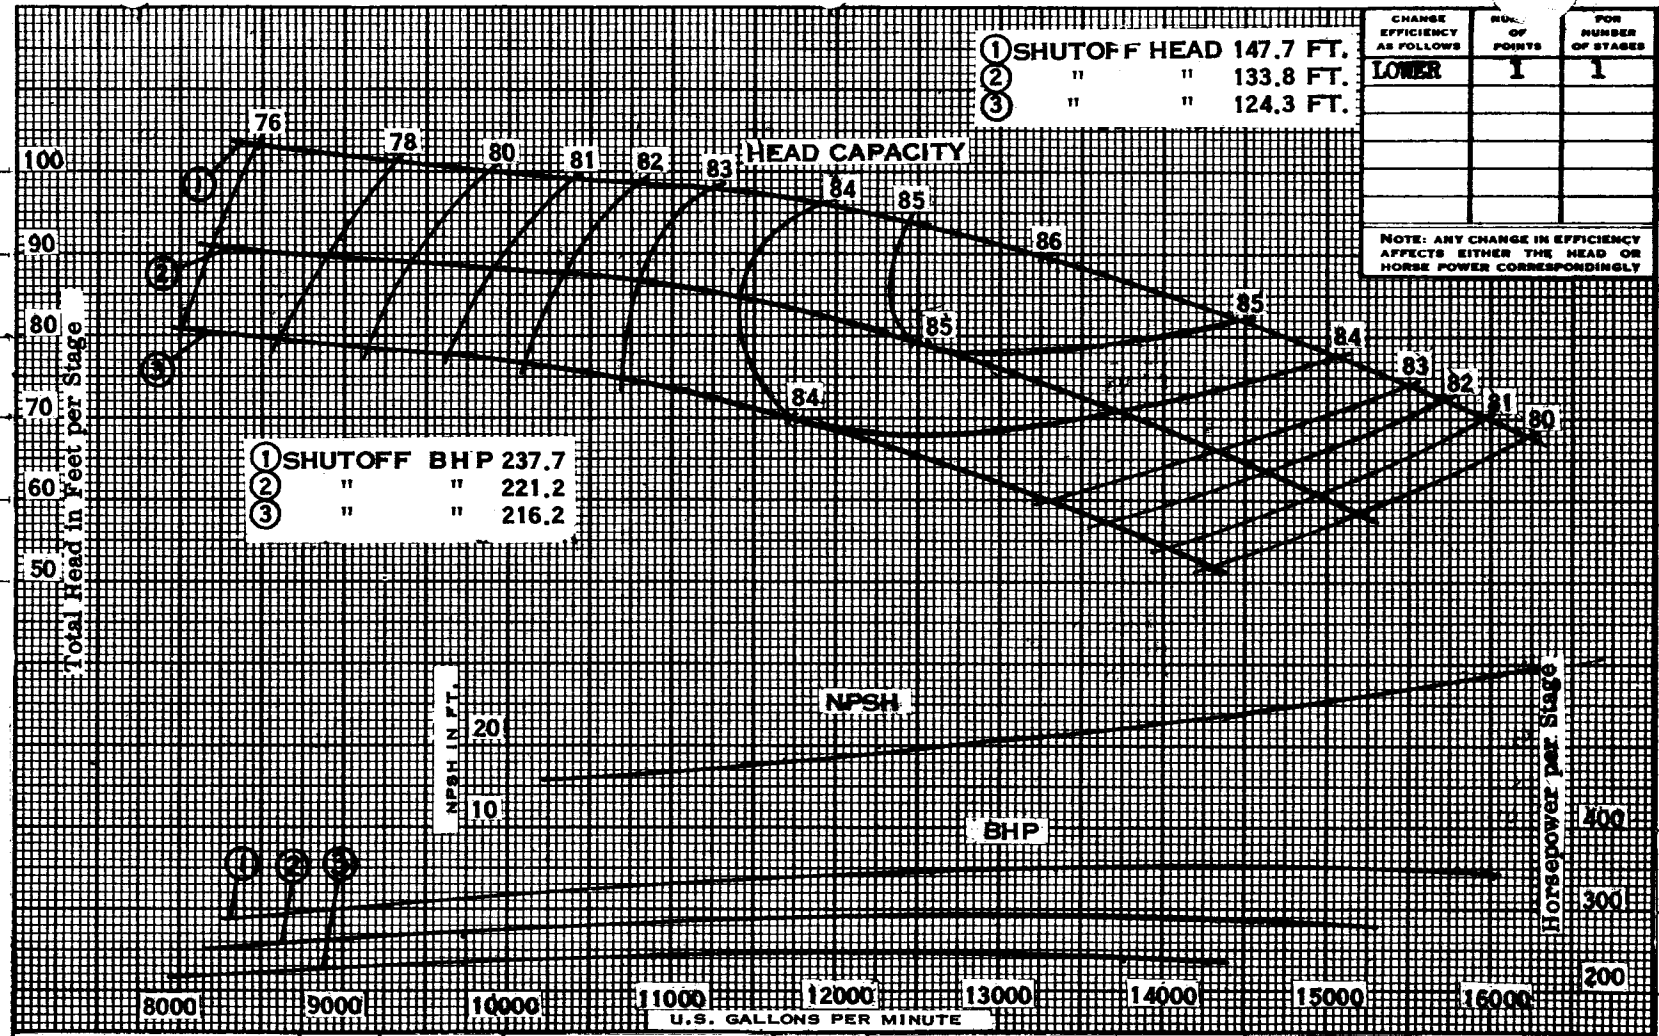 ① SHUTOFF HEAD 147.7 FT.
② " " 133.8 FT.
③ " " 124.3 FT.
CHANGE EFFICIENCY AS FOLLOWS
OF POINTS
FOR NUMBER OF STAGES
LOWER 1 1
NOTE: ANY CHANGE IN EFFICIENCY
AFFECTS EITHER THE HEAD OR
HORSE POWER CORRESPONDINGLY
HEAD CAPACITY
76 78 80 81 82 83 84 85 86 85 84 83 82 81 80
85
84
①
②
③
100
90
80
70
60
50
Total Head in Feet per Stage
① SHUTOFF BHP 237.7
② " " 221.2
③ " " 216.2
NPSH
NPSH IN FT.
20
10
BHP
① ② ③
Horsepower per Stage
400
300
200
8000 9000 10000 11000 12000 13000 14000 15000 16000
U.S. GALLONS PER MINUTE